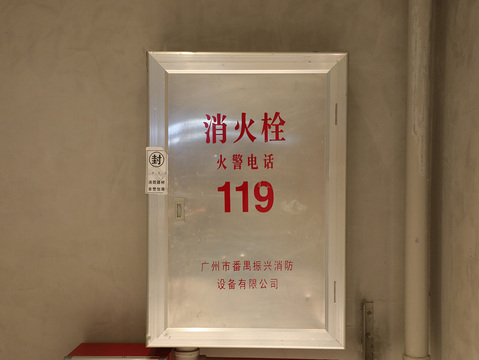 消火栓
火警电话
119
封
广州市番禺振兴消防
设备有限公司